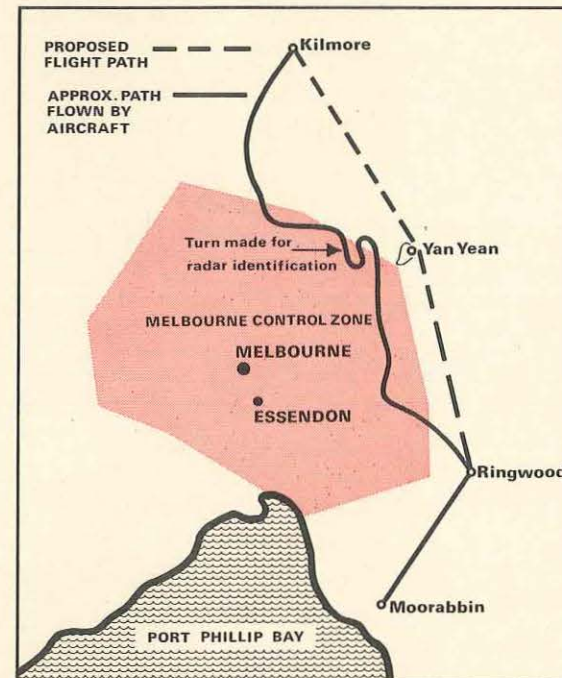 PROPOSED
FLIGHT PATH
APPROX. PATH
FLOWN BY
AIRCRAFT
Kilmore
Turn made for
radar identification
Yan Yean
MELBOURNE CONTROL ZONE
MELBOURNE
ESSENDON
Ringwood
Moorabbin
PORT PHILLIP BAY